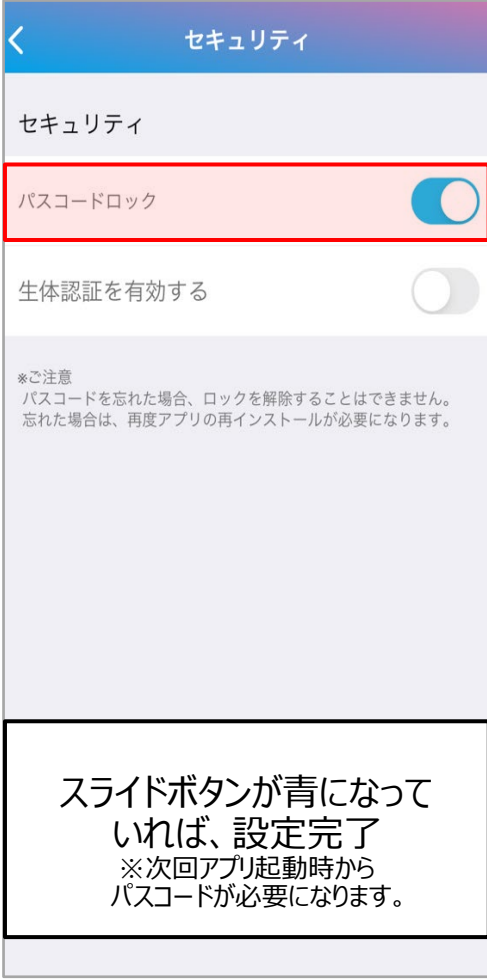 セキュリティ
セキュリティ
パスコードロック
生体認証を有効する
※ご注意
パスコードを忘れた場合、ロックを解除することはできません。
忘れた場合は、再度アプリの再インストールが必要になります。
スライドボタンが青になって
いれば、設定完了
※次回アプリ起動時から
パスコードが必要になります。